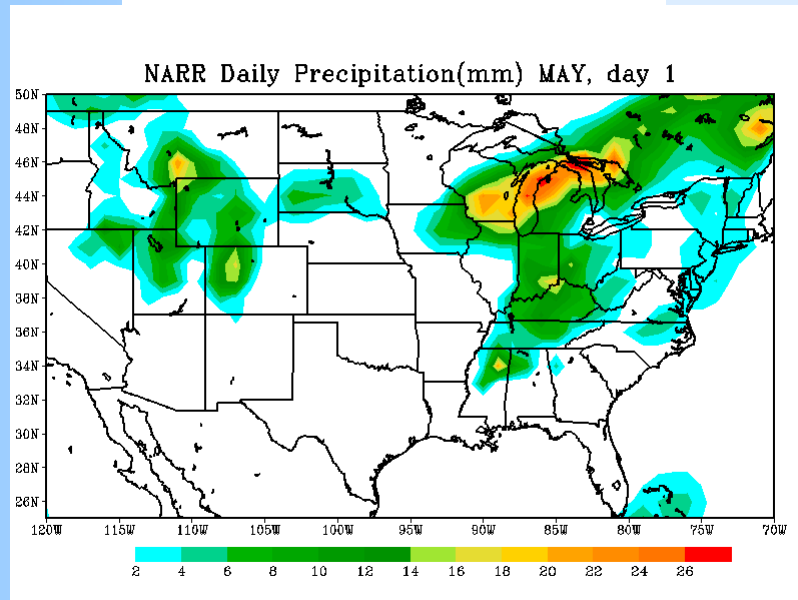 NARR Daily Precipitation(mm) MAY, day 1
50N
48N
46N
44N
42N
40N
38N
36N
34N
32N
30N
28N
26N
120W 115W 110W 105W 100W 95W 90W 85W 80W 75W 70W
2 4 6 8 10 12 14 16 18 20 22 24 26